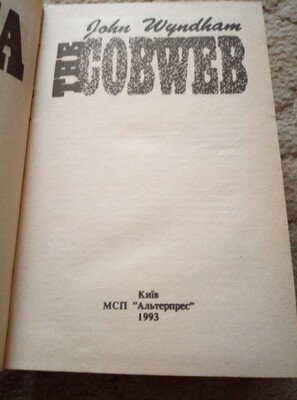 John Wyndham
THE COBWEB
Київ
МСП "Альтерпрес"
1993